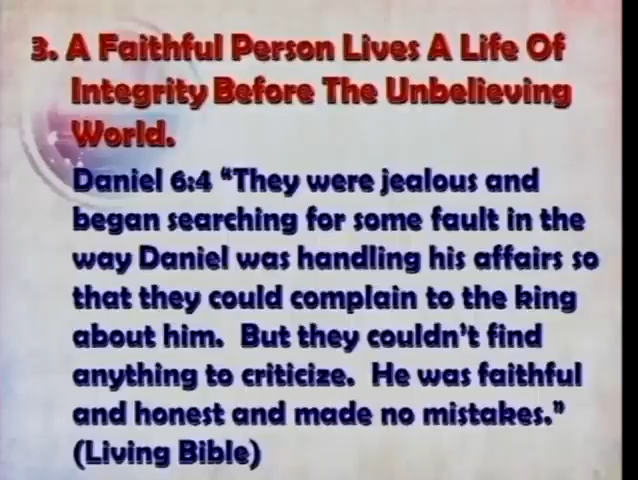 3. A Faithful Person Lives A Life Of
Integrity Before The Unbelieving
World.
Daniel 6:4 “They were jealous and
began searching for some fault in the
way Daniel was handling his affairs so
that they could complain to the king
about him. But they couldn’t find
anything to criticize. He was faithful
and honest and made no mistakes.”
(Living Bible)